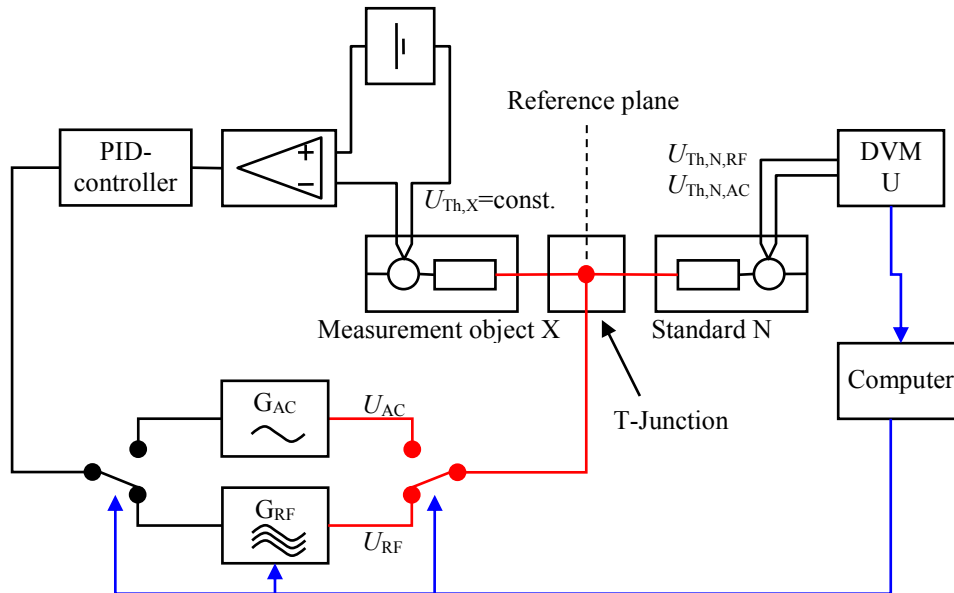 Reference plane
PID-
controller
+
−
U_Th,X=const.
U_Th,N,RF
U_Th,N,AC
DVM
U
Measurement object X
Standard N
T-Junction
Computer
G_AC
U_AC
G_RF
U_RF